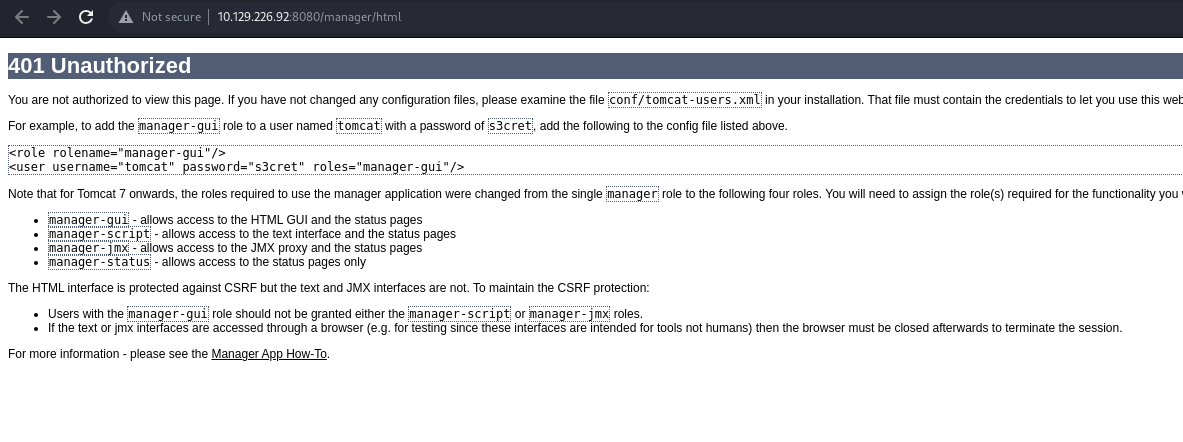 Not secure 10.129.226.92:8080/manager/html
401 Unauthorized
You are not authorized to view this page. If you have not changed any configuration files, please examine the file conf/tomcat-users.xml in your installation. That file must contain the credentials to let you use this
For example, to add the manager-gui role to a user named tomcat with a password of s3cret, add the following to the config file listed above.
<role rolename="manager-gui"/>
<user username="tomcat" password="s3cret" roles="manager-gui"/>
Note that for Tomcat 7 onwards, the roles required to use the manager application were changed from the single manager role to the following four roles. You will need to assign the role(s) required for the functionality you
• manager-gui - allows access to the HTML GUI and the status pages
• manager-script - allows access to the text interface and the status pages
• manager-jmx - allows access to the JMX proxy and the status pages
• manager-status - allows access to the status pages only
The HTML interface is protected against CSRF but the text and JMX interfaces are not. To maintain the CSRF protection:
• Users with the manager-gui role should not be granted either the manager-script or manager-jmx roles.
• If the text or jmx interfaces are accessed through a browser (e.g. for testing since these interfaces are intended for tools not humans) then the browser must be closed afterwards to terminate the session.
For more information - please see the Manager App How-To.